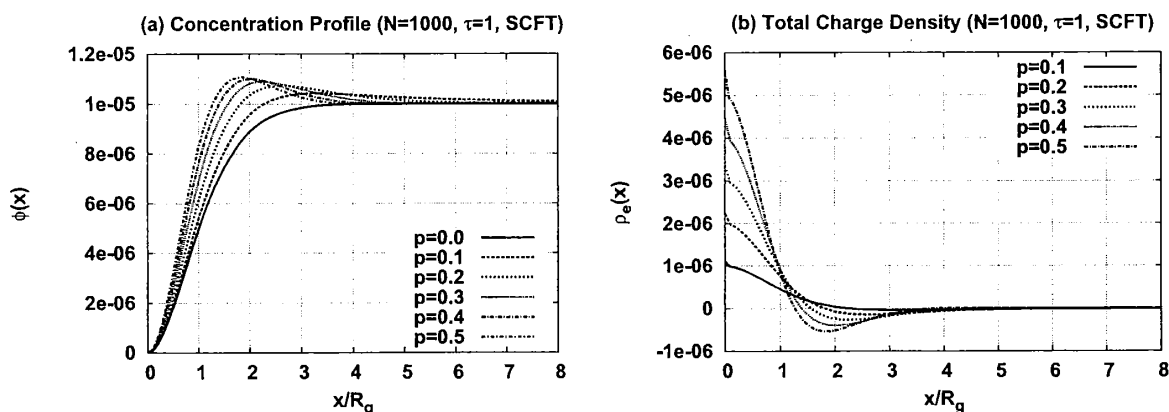 (a) Concentration Profile (N=1000, τ=1, SCFT)
1.2e-05
1e-05
8e-06
6e-06
4e-06
2e-06
0
ϕ(x)
p=0.0
p=0.1
p=0.2
p=0.3
p=0.4
p=0.5
0 1 2 3 4 5 6 7 8
x/Rg
(b) Total Charge Density (N=1000, τ=1, SCFT)
6e-06
5e-06
4e-06
3e-06
2e-06
1e-06
0
-1e-06
ρe(x)
p=0.1
p=0.2
p=0.3
p=0.4
p=0.5
0 1 2 3 4 5 6 7 8
x/Rg